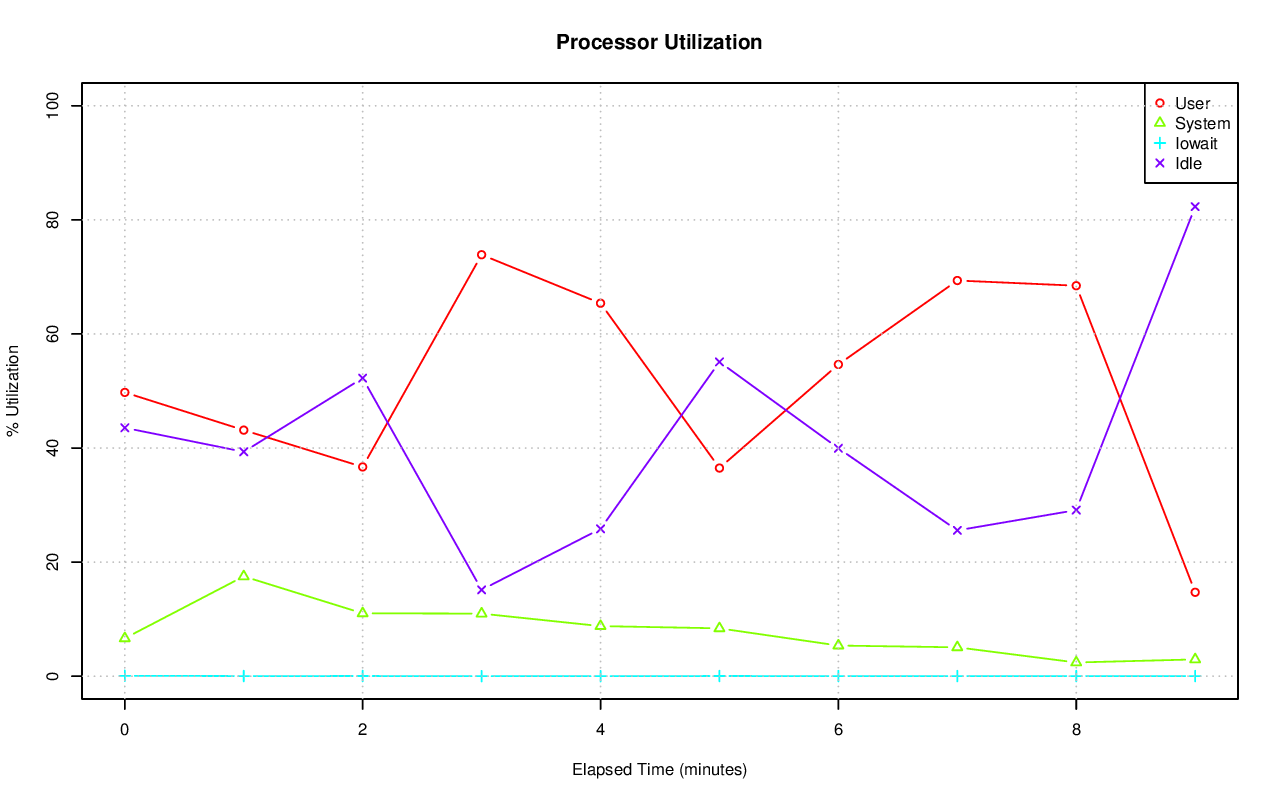 Processor Utilization
% Utilization
100
80
60
40
20
0
User
System
Iowait
Idle
0 2 4 6 8
Elapsed Time (minutes)